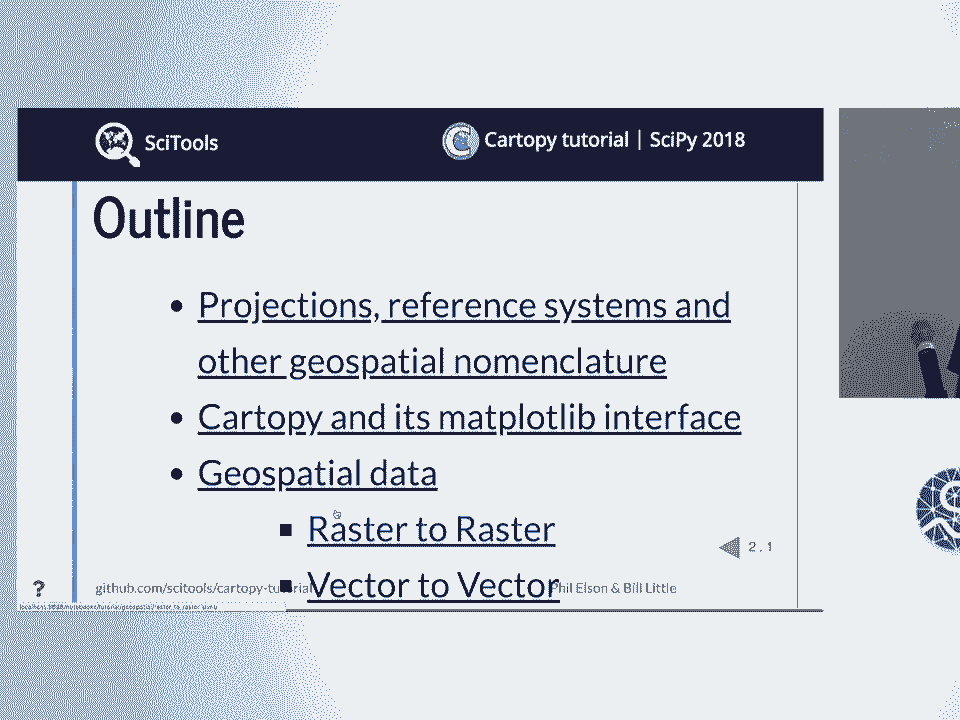 SciTools
Cartopy tutorial | SciPy 2018
Outline
Projections, reference systems and
other geospatial nomenclature
Cartopy and its matplotlib interface
Geospatial data
Raster to Raster
2.1
Vector to Vector
?
github.com/scitools/cartopy-tutorial
Phil Elson & Bill Little